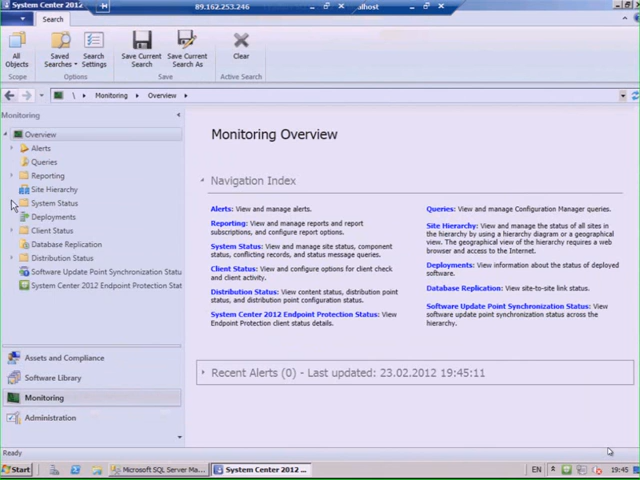 System Center 2012
89.162.253.246
lhost
Search
All
Objects
Saved
Searches
Search
Settings
Save Current
Search
Save Current
Search As
Clear
Scope
Options
Save
Active Search
\ Monitoring Overview
Monitoring
Overview
Alerts
Queries
Reporting
Site Hierarchy
System Status
Deployments
Client Status
Database Replication
Distribution Status
Software Update Point Synchronization Statu
System Center 2012 Endpoint Protection Stat
Assets and Compliance
Software Library
Monitoring
Administration
Monitoring Overview
Navigation Index
Alerts: View and manage alerts.
Reporting: View and manage reports and report
subscriptions, and configure report options.
System Status: View and manage site status, component
status, conflicting records, and status message queries.
Client Status: View and configure options for client check
and client activity.
Distribution Status: View content status, distribution point
status, and distribution point configuration status.
System Center 2012 Endpoint Protection Status: View
Endpoint Protection client status details.
Queries: View and manage Configuration Manager queries.
Site Hierarchy: View and manage the status of all sites in
the hierarchy by using a hierarchy diagram or a geographical
view. The geographical view of the hierarchy requires a web
browser and access to the Internet.
Deployments: View information about the status of deployed
software.
Database Replication: View site-to-site link status.
Software Update Point Synchronization Status: View
software update point synchronization status across the
hierarchy.
Recent Alerts (0) - Last updated: 23.02.2012 19:45:11
Ready
Start
Microsoft SQL Server Ma...
System Center 2012 ...
EN
19:45